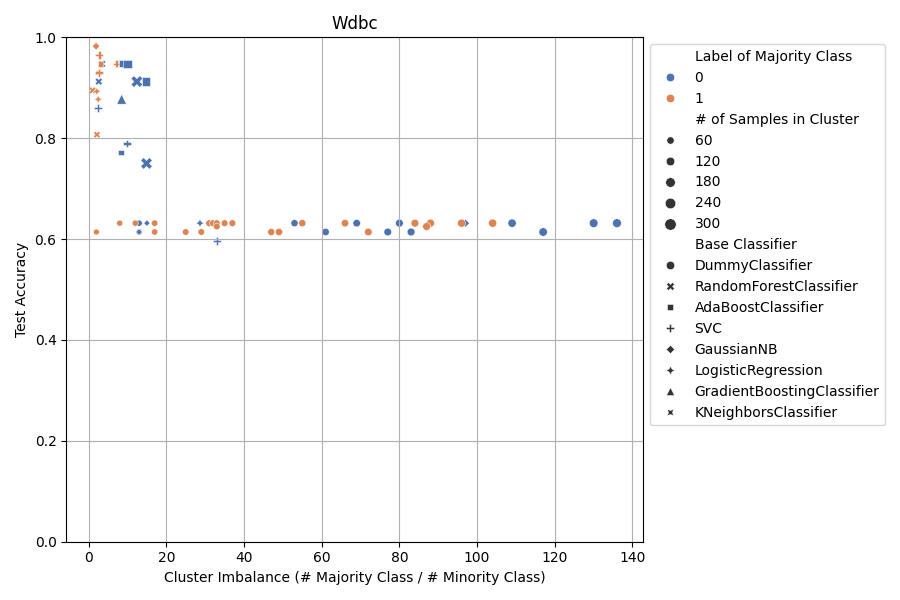 Wdbc
1.0
0.8
0.6
0.4
0.2
0.0
Test Accuracy
0 20 40 60 80 100 120 140
Cluster Imbalance (# Majority Class / # Minority Class)
Label of Majority Class
0
1
# of Samples in Cluster
60
120
180
240
300
Base Classifier
DummyClassifier
RandomForestClassifier
AdaBoostClassifier
SVC
GaussianNB
LogisticRegression
GradientBoostingClassifier
KNeighborsClassifier